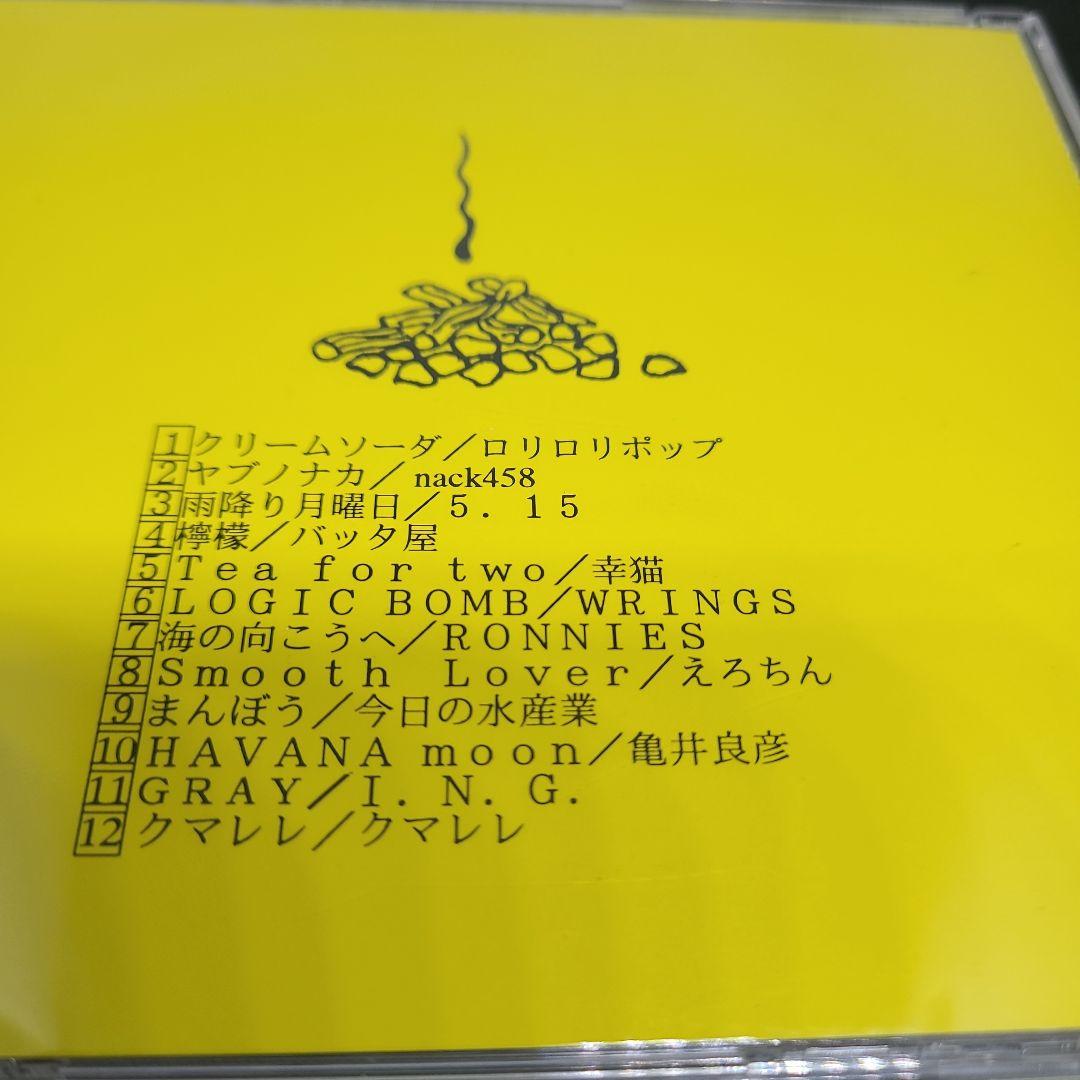 1クリームソーダ／ロリロリポップ
2ヤブノナカ／nack458
3雨降り月曜日／５．１５
4檸檬／バッタ屋
5Ｔｅａ ｆｏｒ ｔｗｏ／幸猫
6ＬＯＧＩＣ ＢＯＭＢ／ＷＲＩＮＧＳ
7海の向こうへ／ＲＯＮＮＩＥＳ
8Ｓｍｏｏｔｈ Ｌｏｖｅｒ／えろちん
9まんぼう／今日の水産業
10ＨＡＶＡＮＡ ｍｏｏｎ／亀井良彦
11ＧＲＡＹ／Ｉ．Ｎ．Ｇ．
12クマレレ／クマレレ